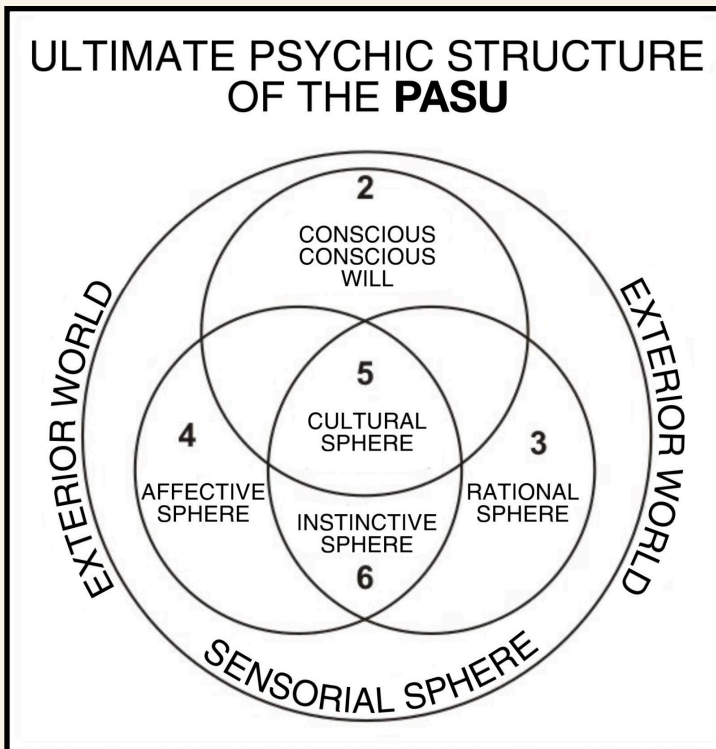 ULTIMATE PSYCHIC STRUCTURE
OF THE PASU
2
CONSCIOUS
CONSCIOUS
WILL
EXTERIOR WORLD
EXTERIOR WORLD
5
CULTURAL
SPHERE
4
AFFECTIVE
SPHERE
3
RATIONAL
SPHERE
INSTINCTIVE
SPHERE
6
SENSORIAL SPHERE